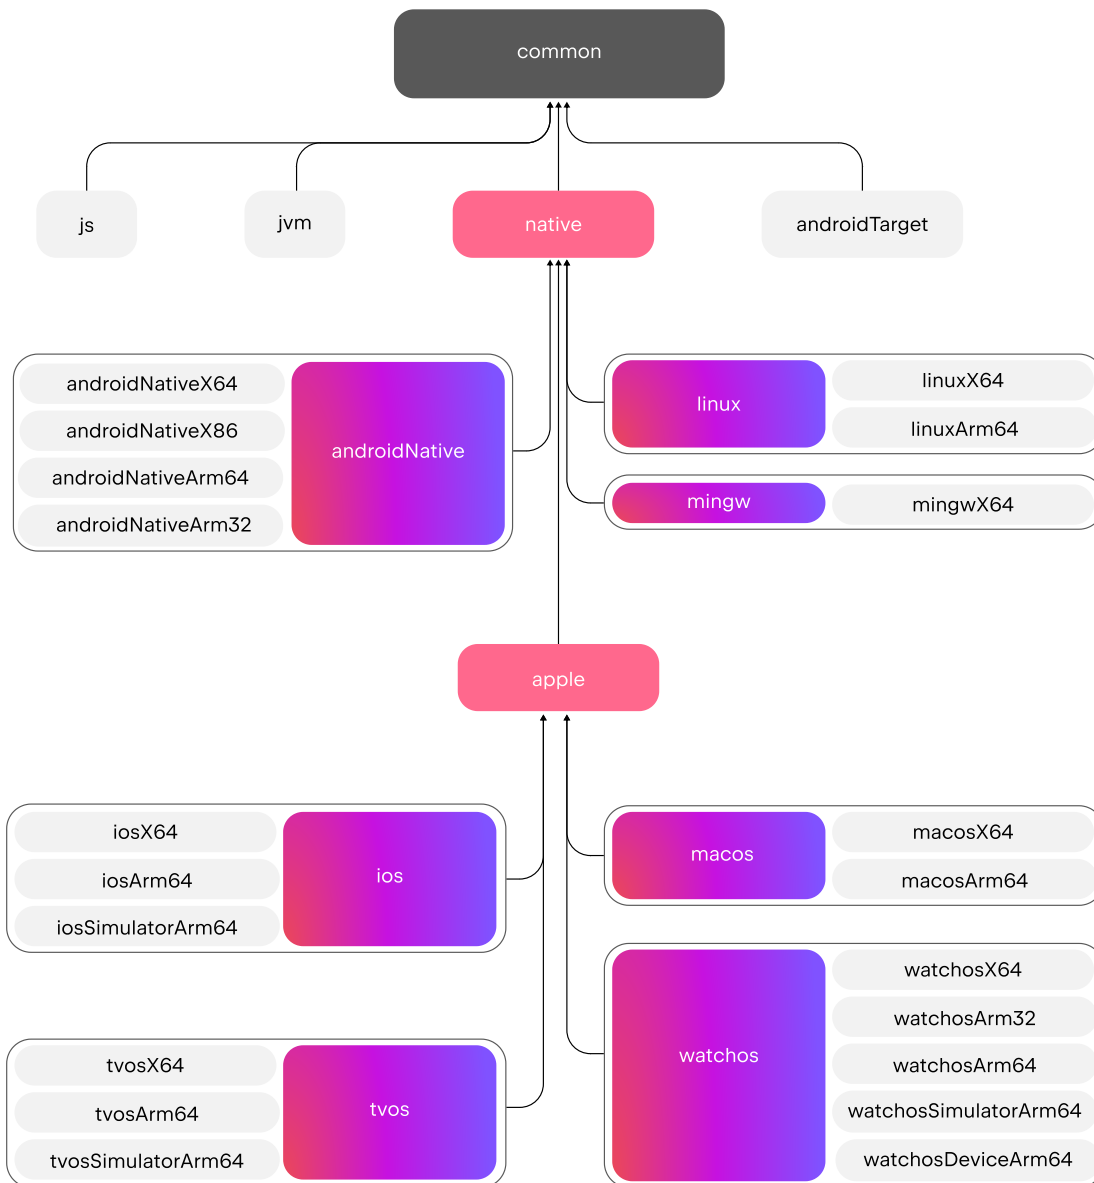 common
js
jvm
native
androidTarget
androidNativeX64
androidNativeX86
androidNativeArm64
androidNativeArm32
androidNative
linux
linuxX64
linuxArm64
mingw
mingwX64
apple
iosX64
iosArm64
iosSimulatorArm64
ios
macos
macosX64
macosArm64
tvosX64
tvosArm64
tvosSimulatorArm64
tvos
watchos
watchosX64
watchosArm32
watchosArm64
watchosSimulatorArm64
watchosDeviceArm64